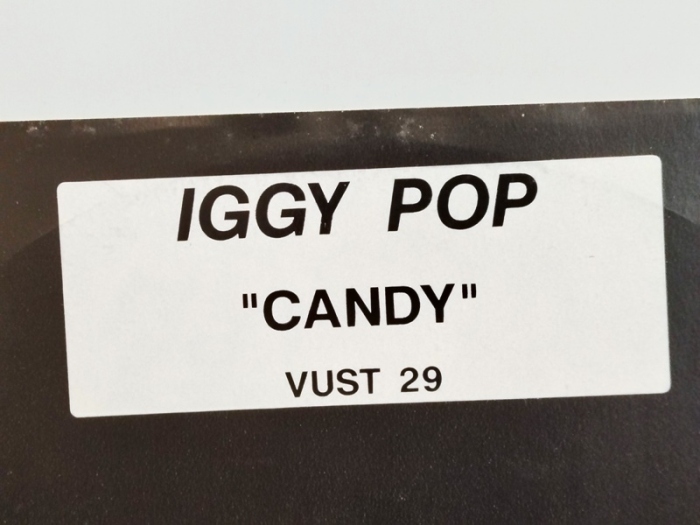 IGGY POP
"CANDY"
VUST 29